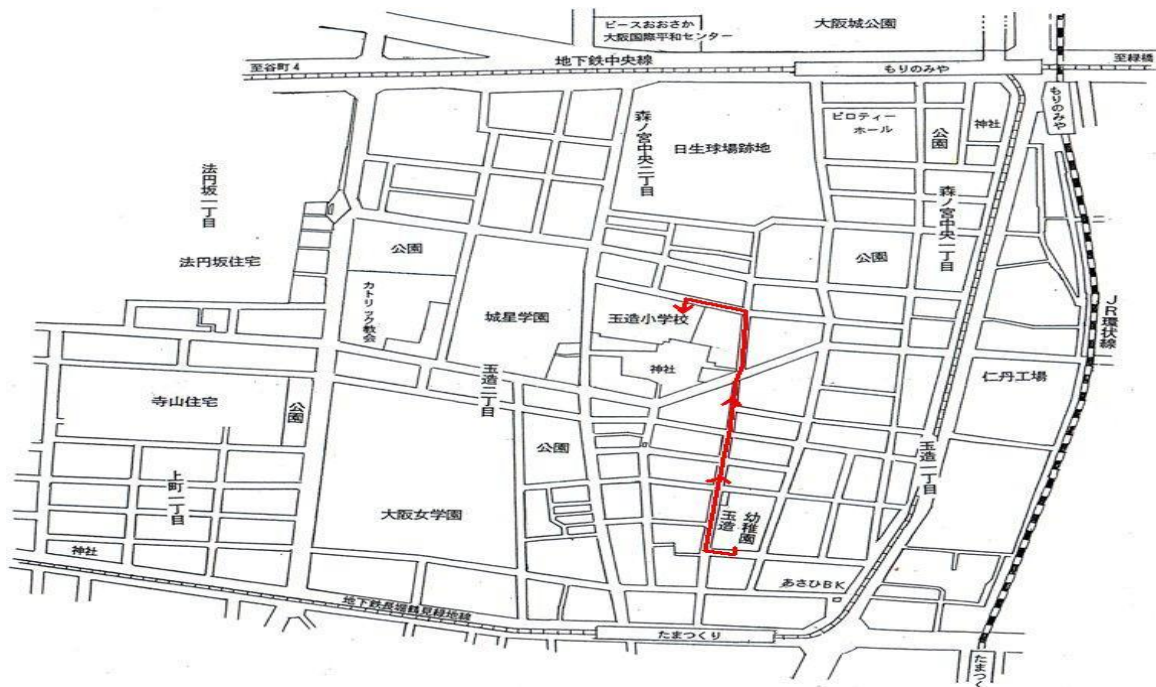 ピースおおさか
大阪国際平和センター
大阪城公園
至谷町4
地下鉄中央線
もりのみや
至緑橋
もりのみや
森ノ宮中央二丁目
日生球場跡地
ピロティー
ホール
公園
神社
法円坂一丁目
森ノ宮中央一丁目
法円坂住宅
公園
公園
カトリック教会
城星学園
玉造小学校
JR環状線
神社
玉造二丁目
仁丹工場
寺山住宅
公園
公園
玉造一丁目
上町一丁目
大阪女学園
玉造
幼稚園
神社
あさひBK
地下鉄長堀鶴見緑地線
たまつくり
たまつく